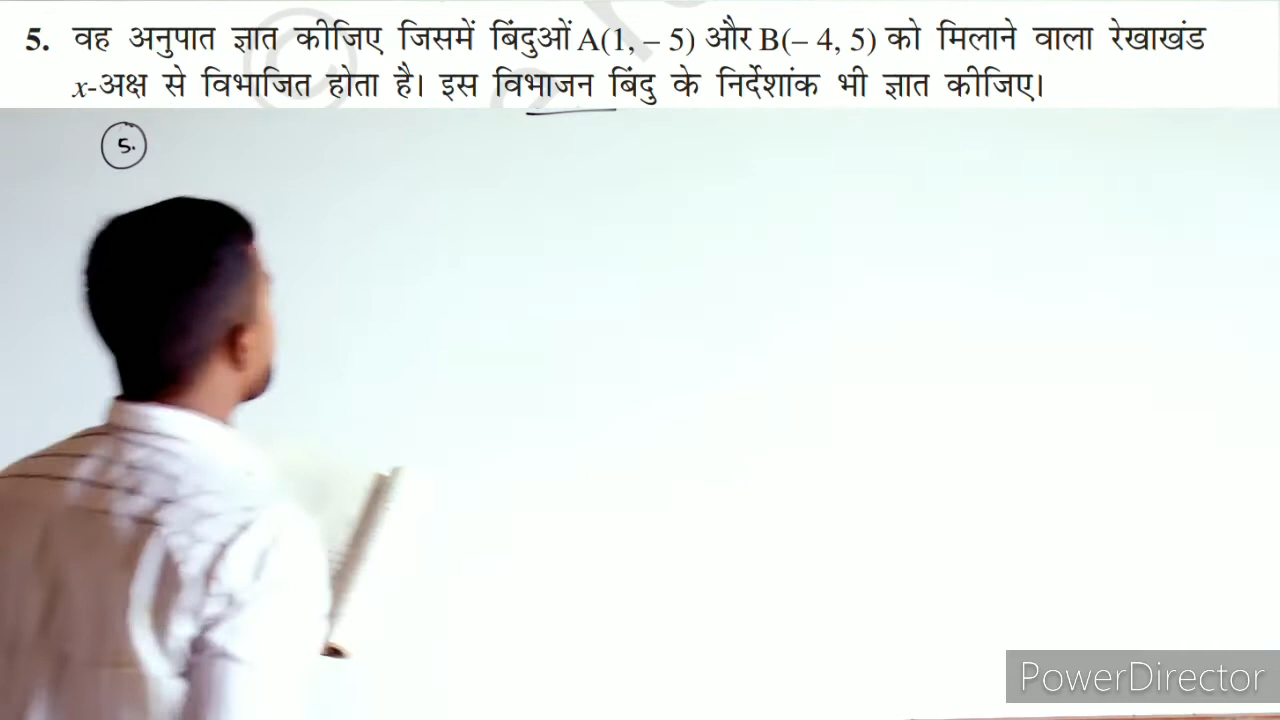 5. वह अनुपात ज्ञात कीजिए जिसमें बिंदुओं A(1, – 5) और B(– 4, 5) को मिलाने वाला रेखाखंड
x-अक्ष से विभाजित होता है। इस विभाजन बिंदु के निर्देशांक भी ज्ञात कीजिए।
5.
PowerDirector